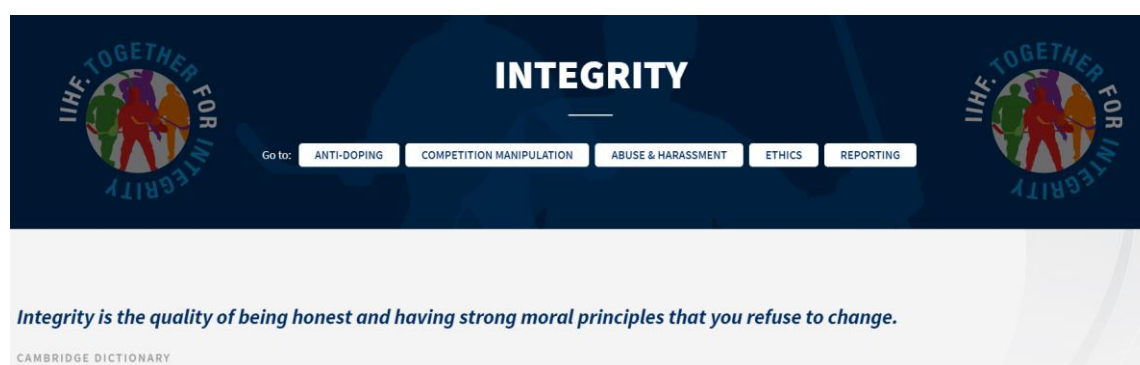 IIHF. TOGETHER FOR INTEGRITY
INTEGRITY
IIHF. TOGETHER FOR INTEGRITY
Go to: ANTI-DOPING COMPETITION MANIPULATION ABUSE & HARASSMENT ETHICS REPORTING
Integrity is the quality of being honest and having strong moral principles that you refuse to change.
CAMBRIDGE DICTIONARY